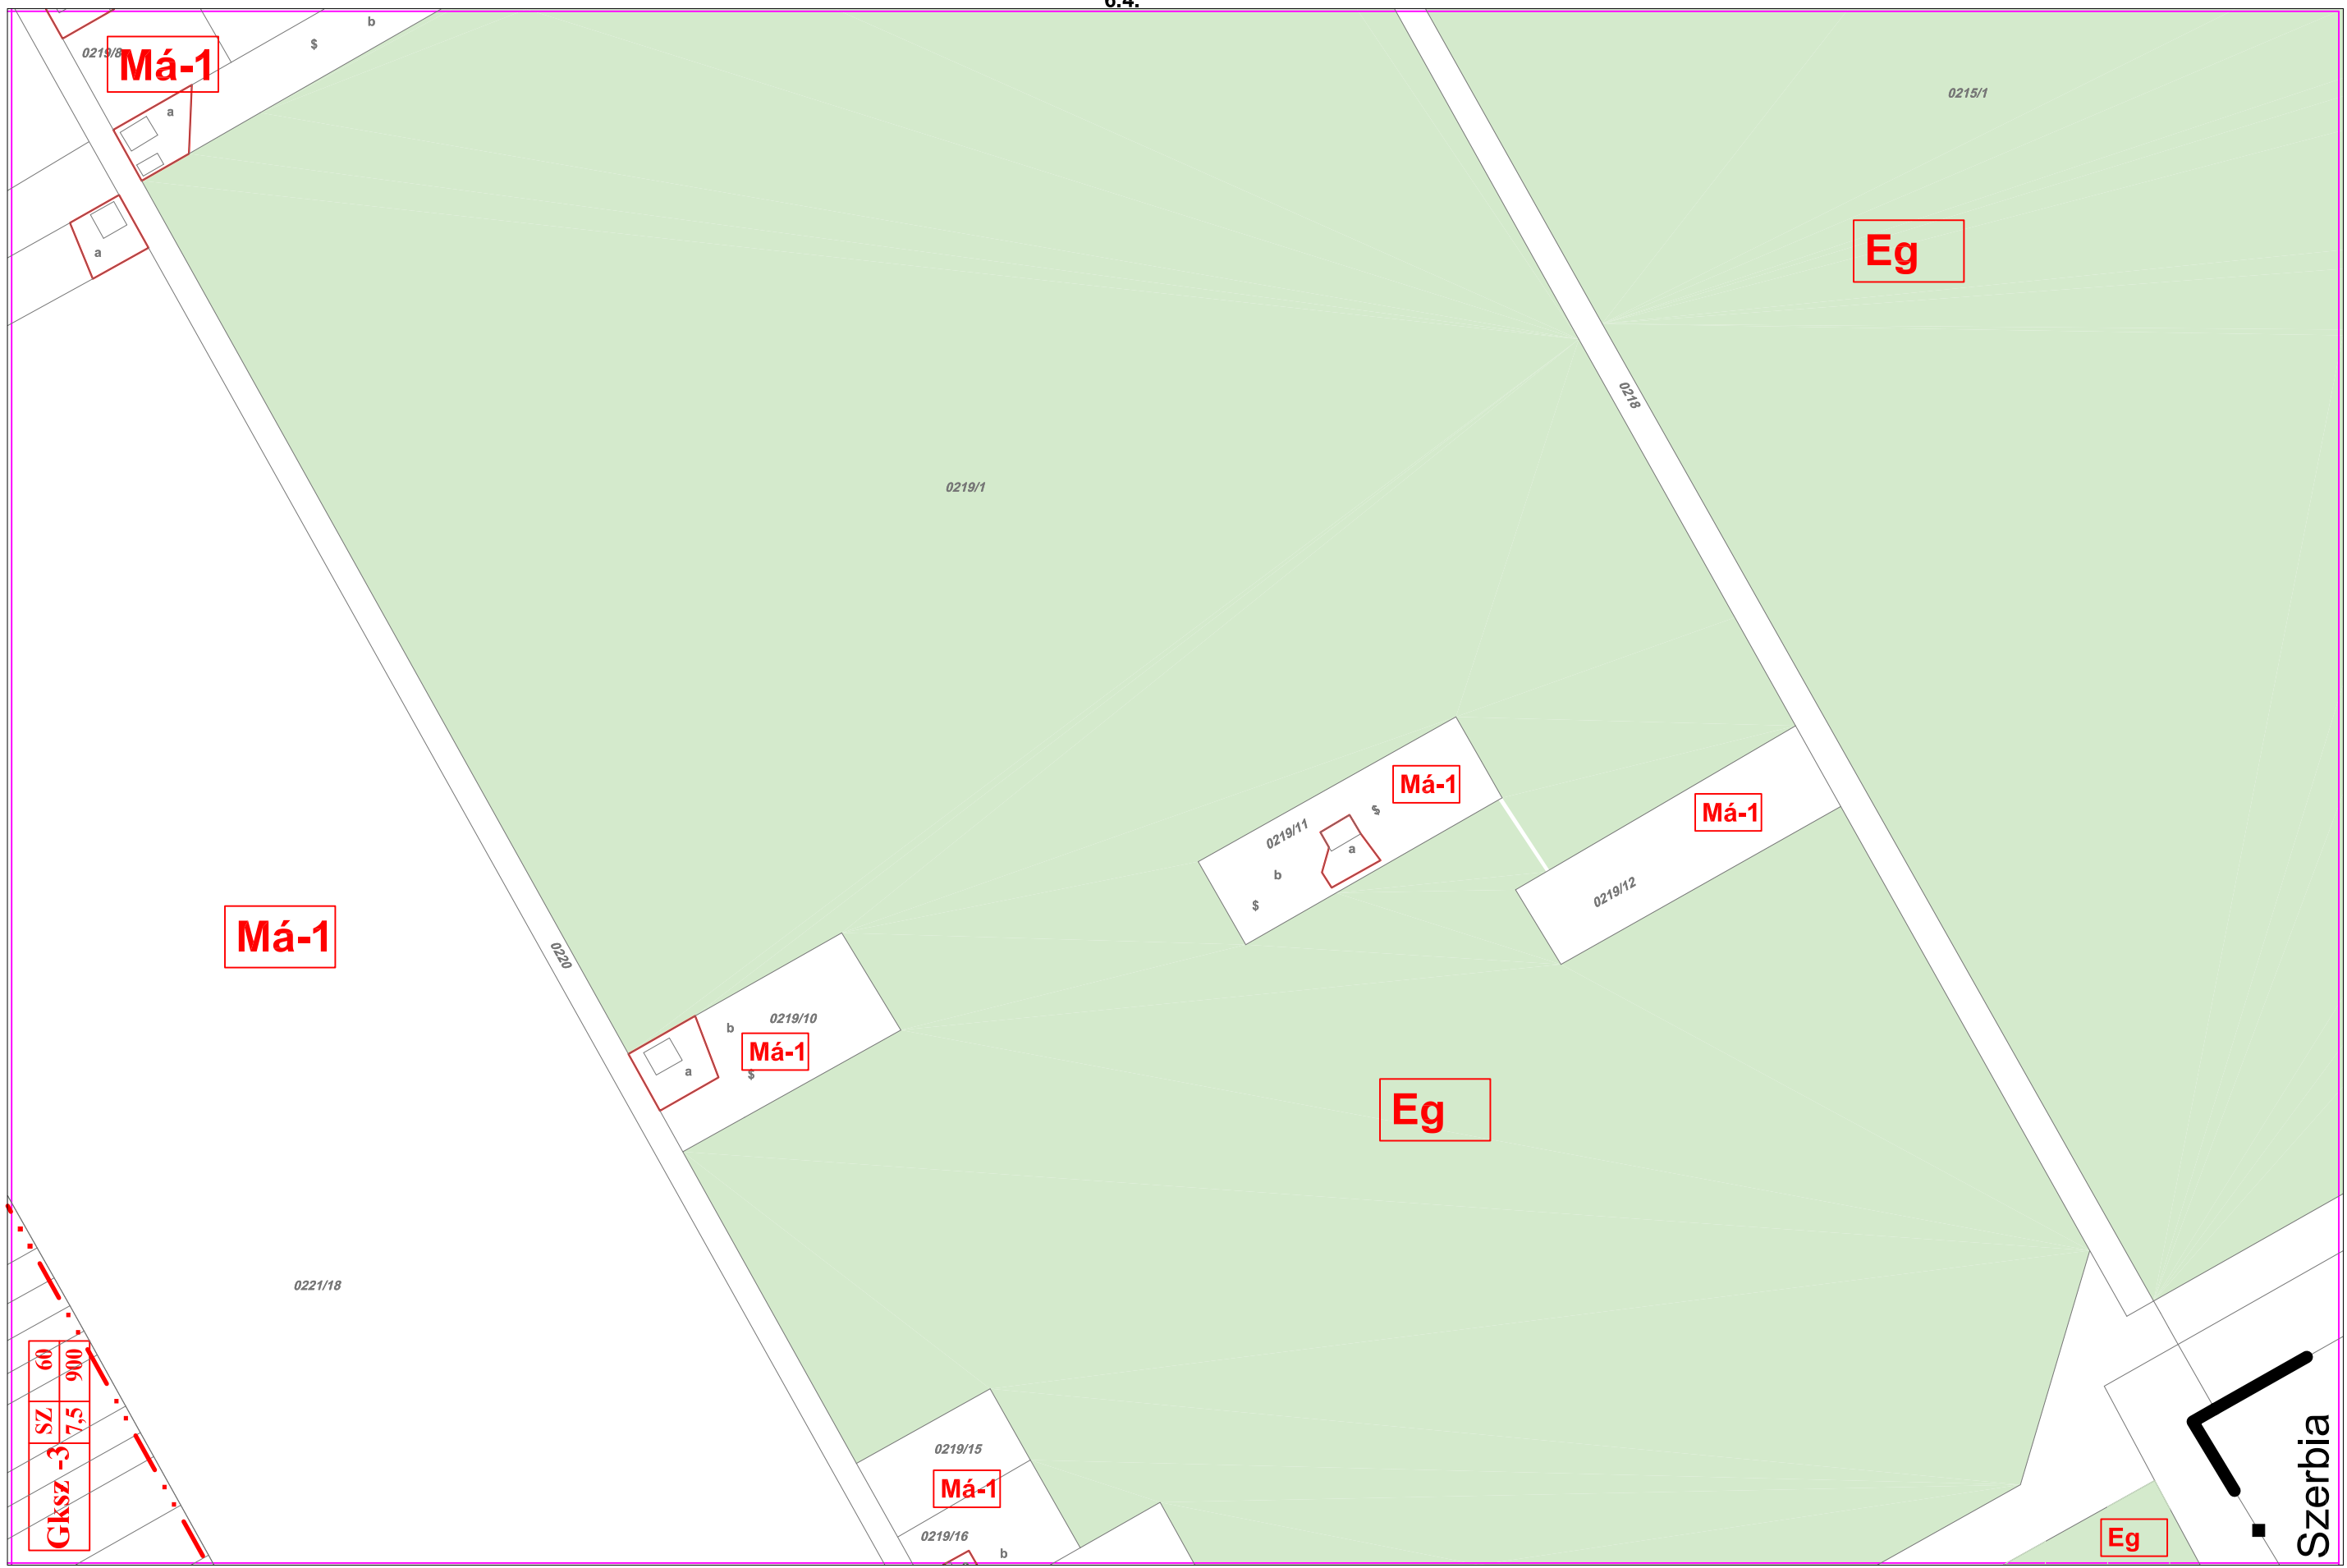 6.4.
b
$
0219/8
Má-1
a
0215/1
a
Eg
0218
0219/1
Má-1
$
Má-1
0219/11
a
b
0219/12
$
Má-1
0220
0219/10
b
Má-1
a
$
Eg
0221/18
Gksz -3
SZ 60
7,5 900
0219/15
Má-1
0219/16
b
Eg
Szerbia